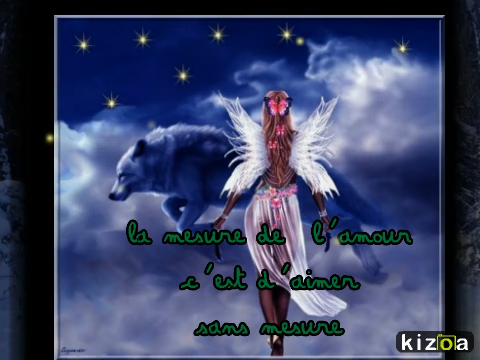 la mesure de l'amour
c'est d'aimer
sans mesure
kizoa